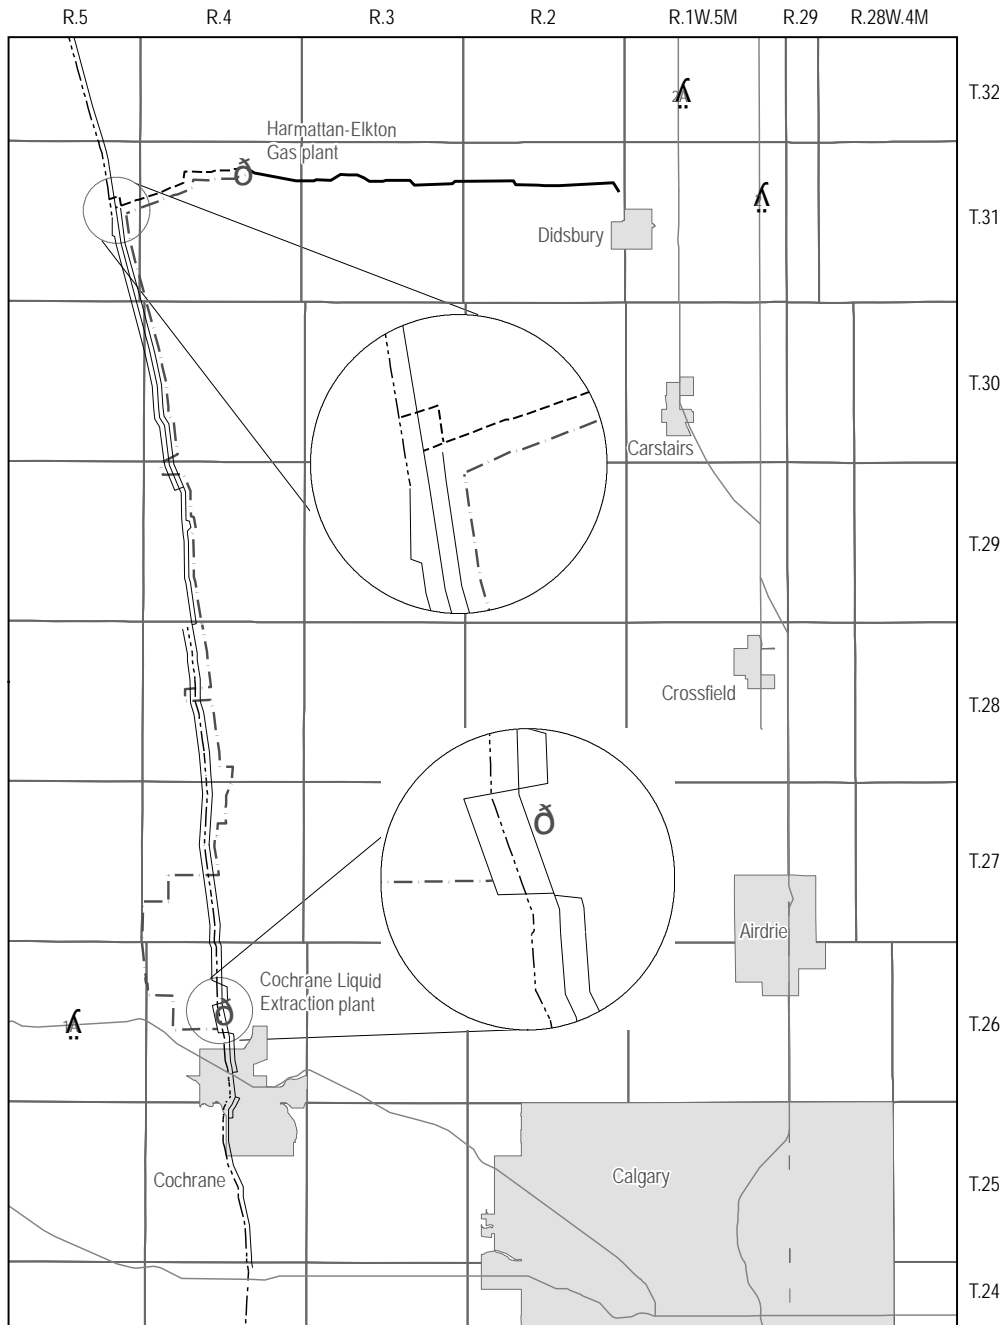 R.5 R.4 R.3 R.2 R.1W.5M R.29 R.28W.4M
T.32
Harmattan-Elkton
Gas plant
ð
T.31
Didsbury
T.30
Carstairs
T.29
Crossfield
T.28
ð
T.27
Airdrie
Cochrane Liquid
Extraction plant
ð
T.26
Calgary
Cochrane
T.25
T.24